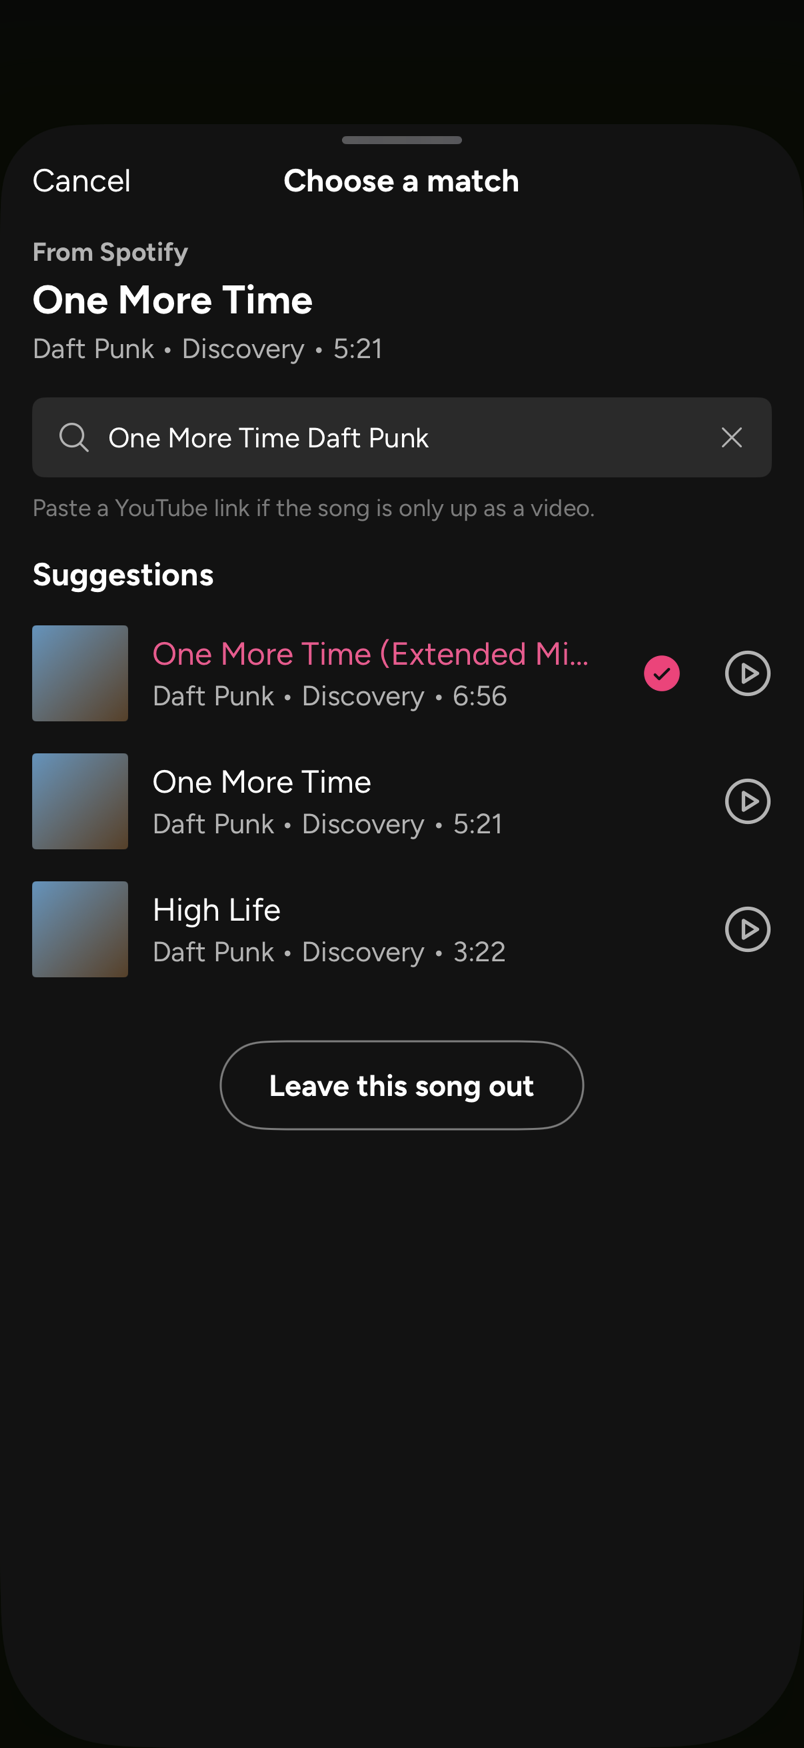 Cancel
Choose a match
From Spotify
One More Time
Daft Punk • Discovery • 5:21
One More Time Daft Punk
Paste a YouTube link if the song is only up as a video.
Suggestions
One More Time (Extended Mi...
Daft Punk • Discovery • 6:56
One More Time
Daft Punk • Discovery • 5:21
High Life
Daft Punk • Discovery • 3:22
Leave this song out